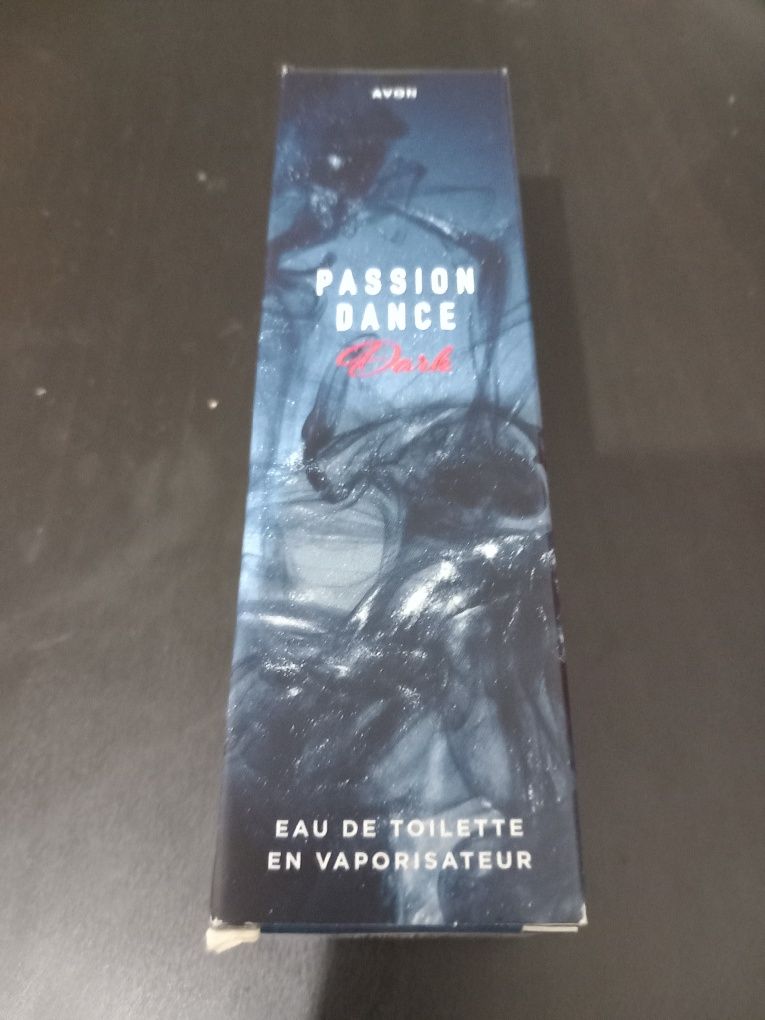 AVON
PASSION
DANCE
Dark
EAU DE TOILETTE
EN VAPORISATEUR